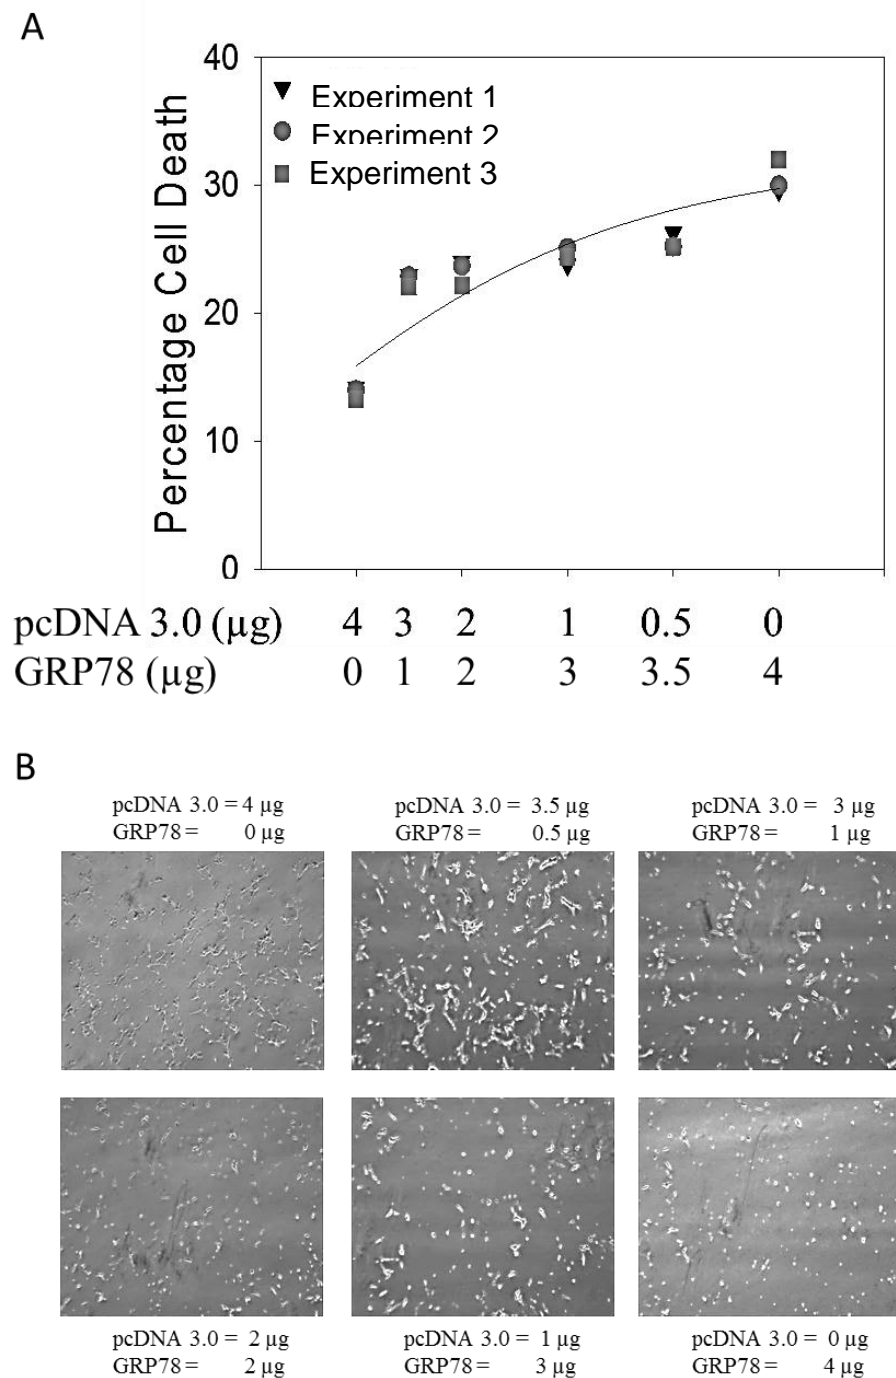 A
40
Experiment 1
Experiment 2
30
Experiment 3
20
10
0
Percentage Cell Death
pcDNA 3.0 (µg) 4 3 2 1 0.5 0
GRP78 (µg) 0 1 2 3 3.5 4
B
pcDNA 3.0 = 4 µg
GRP78 = 0 µg
pcDNA 3.0 = 3.5 µg
GRP78 = 0.5 µg
pcDNA 3.0 = 3 µg
GRP78 = 1 µg
pcDNA 3.0 = 2 µg
GRP78 = 2 µg
pcDNA 3.0 = 1 µg
GRP78 = 3 µg
pcDNA 3.0 = 0 µg
GRP78 = 4 µg